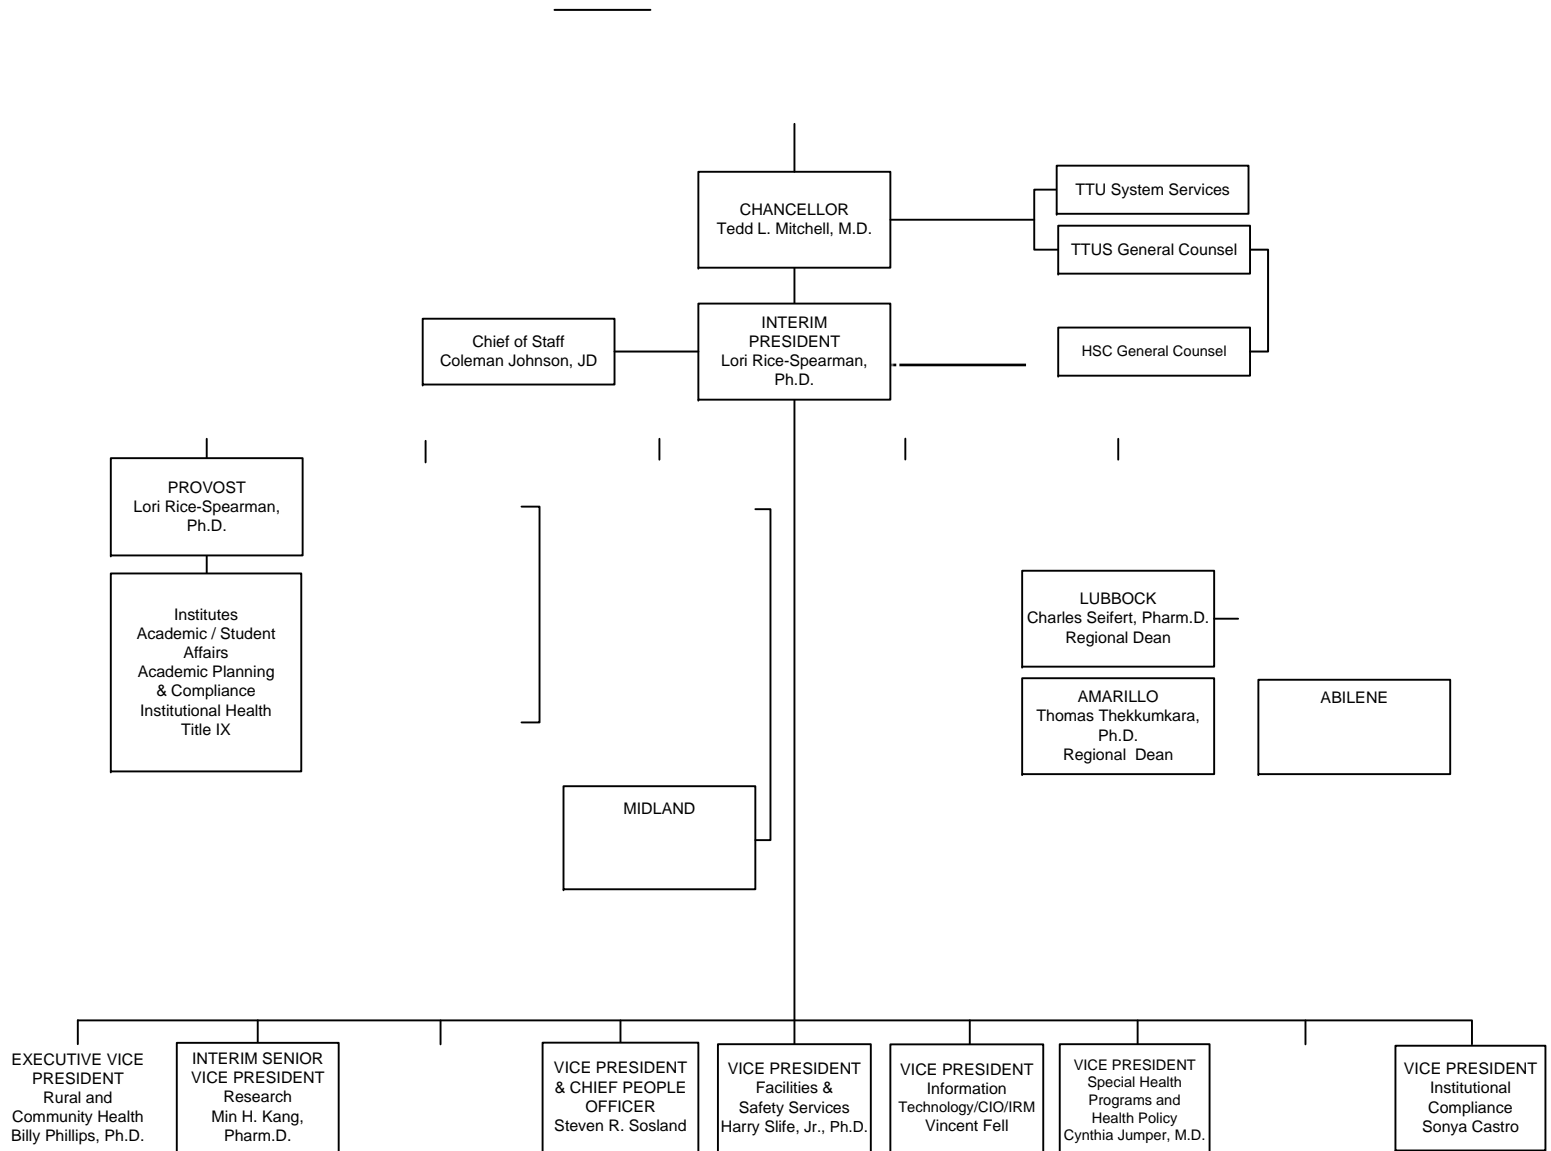 CHANCELLOR
Tedd L. Mitchell, M.D.
TTU System Services
TTUS General Counsel
INTERIM
PRESIDENT
Lori Rice-Spearman,
Ph.D.
Chief of Staff
Coleman Johnson, JD
HSC General Counsel
PROVOST
Lori Rice-Spearman,
Ph.D.
Institutes
Academic / Student
Affairs
Academic Planning
& Compliance
Institutional Health
Title IX
LUBBOCK
Charles Seifert, Pharm.D.
Regional Dean
AMARILLO
Thomas Thekkumkara,
Ph.D.
Regional Dean
ABILENE
MIDLAND
EXECUTIVE VICE
PRESIDENT
Rural and
Community Health
Billy Phillips, Ph.D.
INTERIM SENIOR
VICE PRESIDENT
Research
Min H. Kang,
Pharm.D.
VICE PRESIDENT
& CHIEF PEOPLE
OFFICER
Steven R. Sosland
VICE PRESIDENT
Facilities &
Safety Services
Harry Slife, Jr., Ph.D.
VICE PRESIDENT
Information
Technology/CIO/IRM
Vincent Fell
VICE PRESIDENT
Special Health
Programs and
Health Policy
Cynthia Jumper, M.D.
VICE PRESIDENT
Institutional
Compliance
Sonya Castro